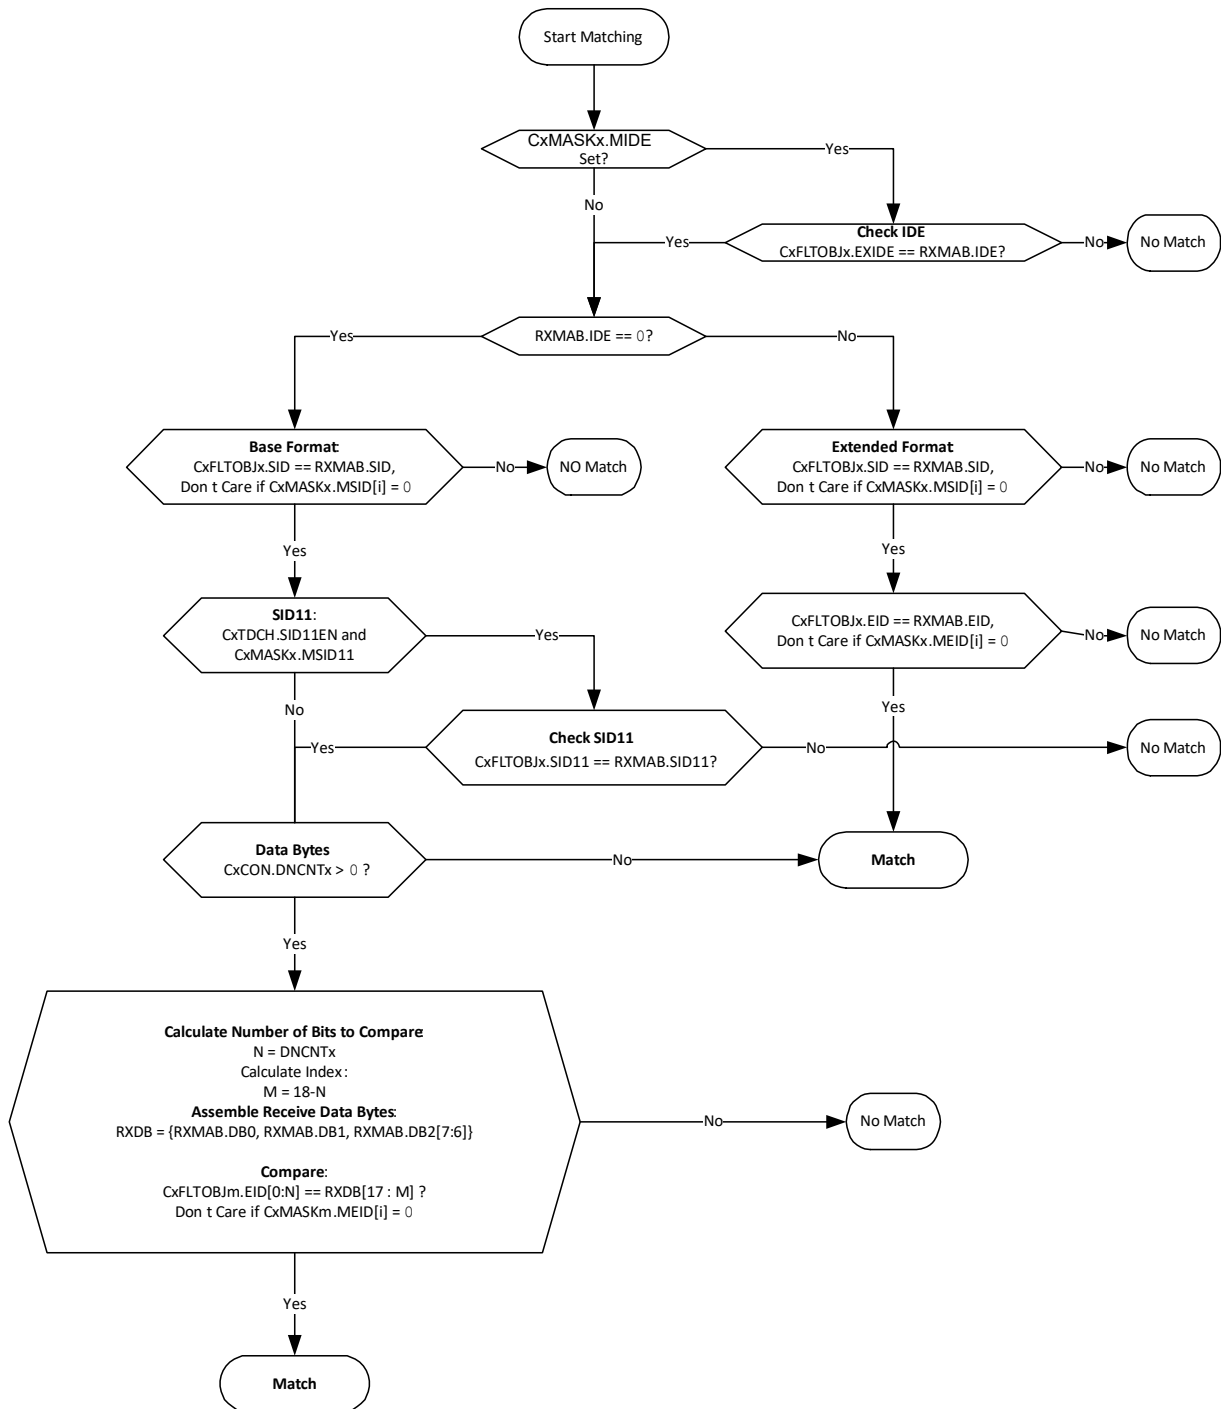 Start Matching
CxMASKx.MIDE
Set?
Yes
No
Check IDE
CxFLTOBJx.EXIDE == RXMAB.IDE?
Yes
No
No Match
RXMAB.IDE == 0?
Yes
No
Base Format:
CxFLTOBJx.SID == RXMAB.SID,
Don t Care if CxMASKx.MSID[i] = 0
No
NO Match
Extended Format
CxFLTOBJx.SID == RXMAB.SID,
Don t Care if CxMASKx.MSID[i] = 0
No
No Match
Yes
Yes
SID11:
CxTDCH.SID11EN and
CxMASKx.MSID11
Yes
CxFLTOBJx.EID == RXMAB.EID,
Don t Care if CxMASKx.MEID[i] = 0
No
No Match
No
Yes
Yes
Check SID11
CxFLTOBJx.SID11 == RXMAB.SID11?
No
No Match
Data Bytes
CxCON.DNCNTx > 0 ?
No
Match
Yes
Calculate Number of Bits to Compare:
N = DNCNTx
Calculate Index:
M = 18-N
Assemble Receive Data Bytes:
RXDB = {RXMAB.DB0, RXMAB.DB1, RXMAB.DB2[7:6]}
Compare:
CxFLTOBJm.EID[0:N] == RXDB[17 : M] ?
Don t Care if CxMASKm.MEID[i] = 0
No
No Match
Yes
Match